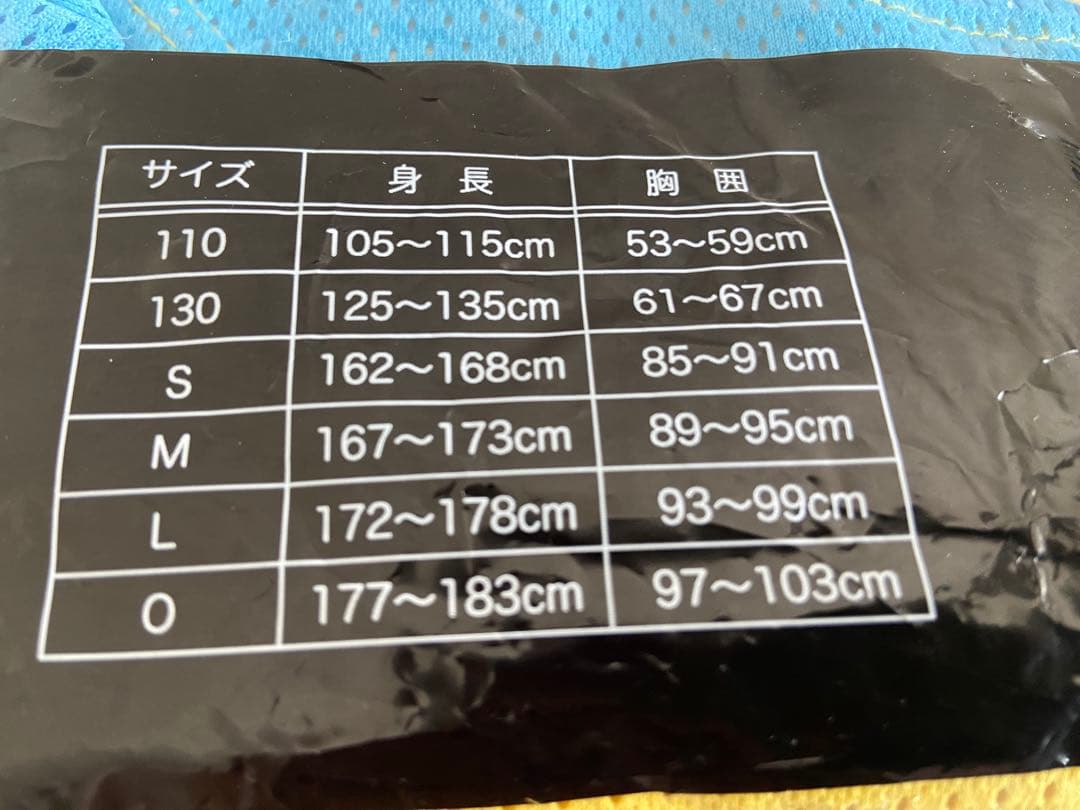 サイズ 身長 胸囲
110 105～115cm 53～59cm
130 125～135cm 61～67cm
S 162～168cm 85～91cm
M 167～173cm 89～95cm
L 172～178cm 93～99cm
O 177～183cm 97～103cm